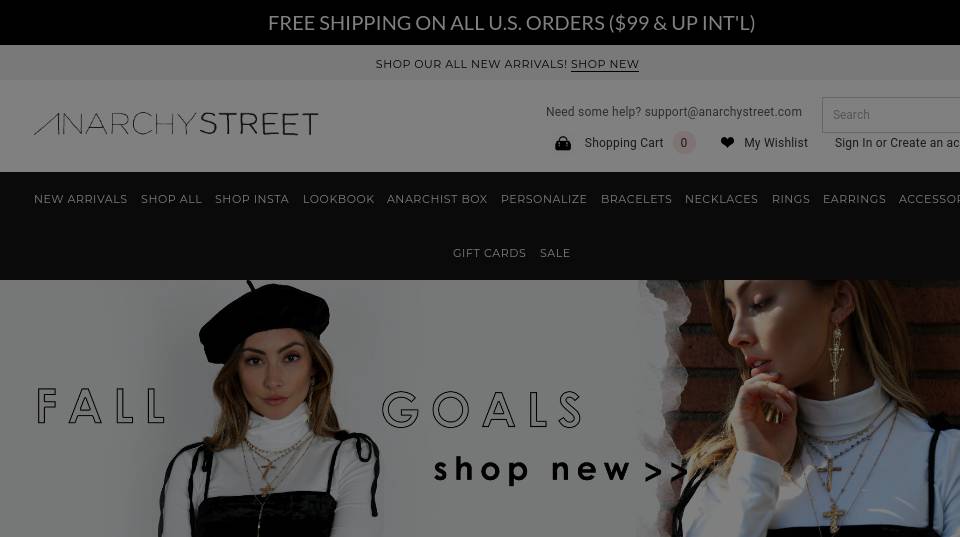 FREE SHIPPING ON ALL U.S. ORDERS ($99 & UP INT'L)
SHOP OUR ALL NEW ARRIVALS! SHOP NEW
ANARCHYSTREET
Need some help? support@anarchystreet.com
Search
Shopping Cart 0 My Wishlist Sign In or Create an
NEW ARRIVALS SHOP ALL SHOP INSTA LOOKBOOK ANARCHIST BOX PERSONALIZE BRACELETS NECKLACES RINGS EARRINGS
GIFT CARDS SALE
FALL GOALS
shop new >>